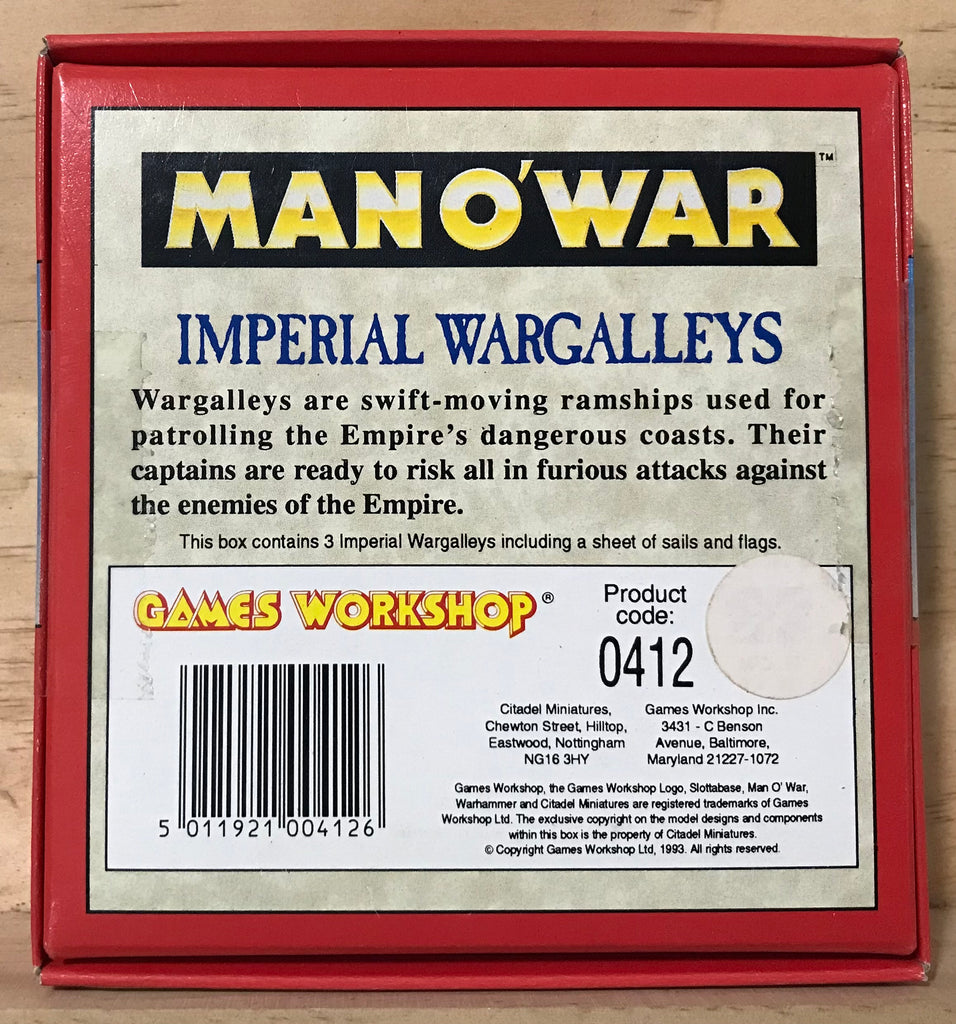 MAN O'WAR™
IMPERIAL WARGALLEYS
Wargalleys are swift-moving ramships used for
patrolling the Empire's dangerous coasts. Their
captains are ready to risk all in furious attacks against
the enemies of the Empire.
This box contains 3 Imperial Wargalleys including a sheet of sails and flags.
GAMES WORKSHOP®
Product
code:
0412
Citadel Miniatures,
Chewton Street, Hilltop,
Eastwood, Nottingham
NG16 3HY
Games Workshop Inc.
3431 - C Benson
Avenue, Baltimore,
Maryland 21227-1072
Games Workshop, the Games Workshop Logo, Slottabase, Man O' War,
Warhammer and Citadel Miniatures are registered trademarks of Games
Workshop Ltd. The exclusive copyright on the model designs and components
within this box is the property of Citadel Miniatures.
© Copyright Games Workshop Ltd, 1993. All rights reserved.
5 011921 004126